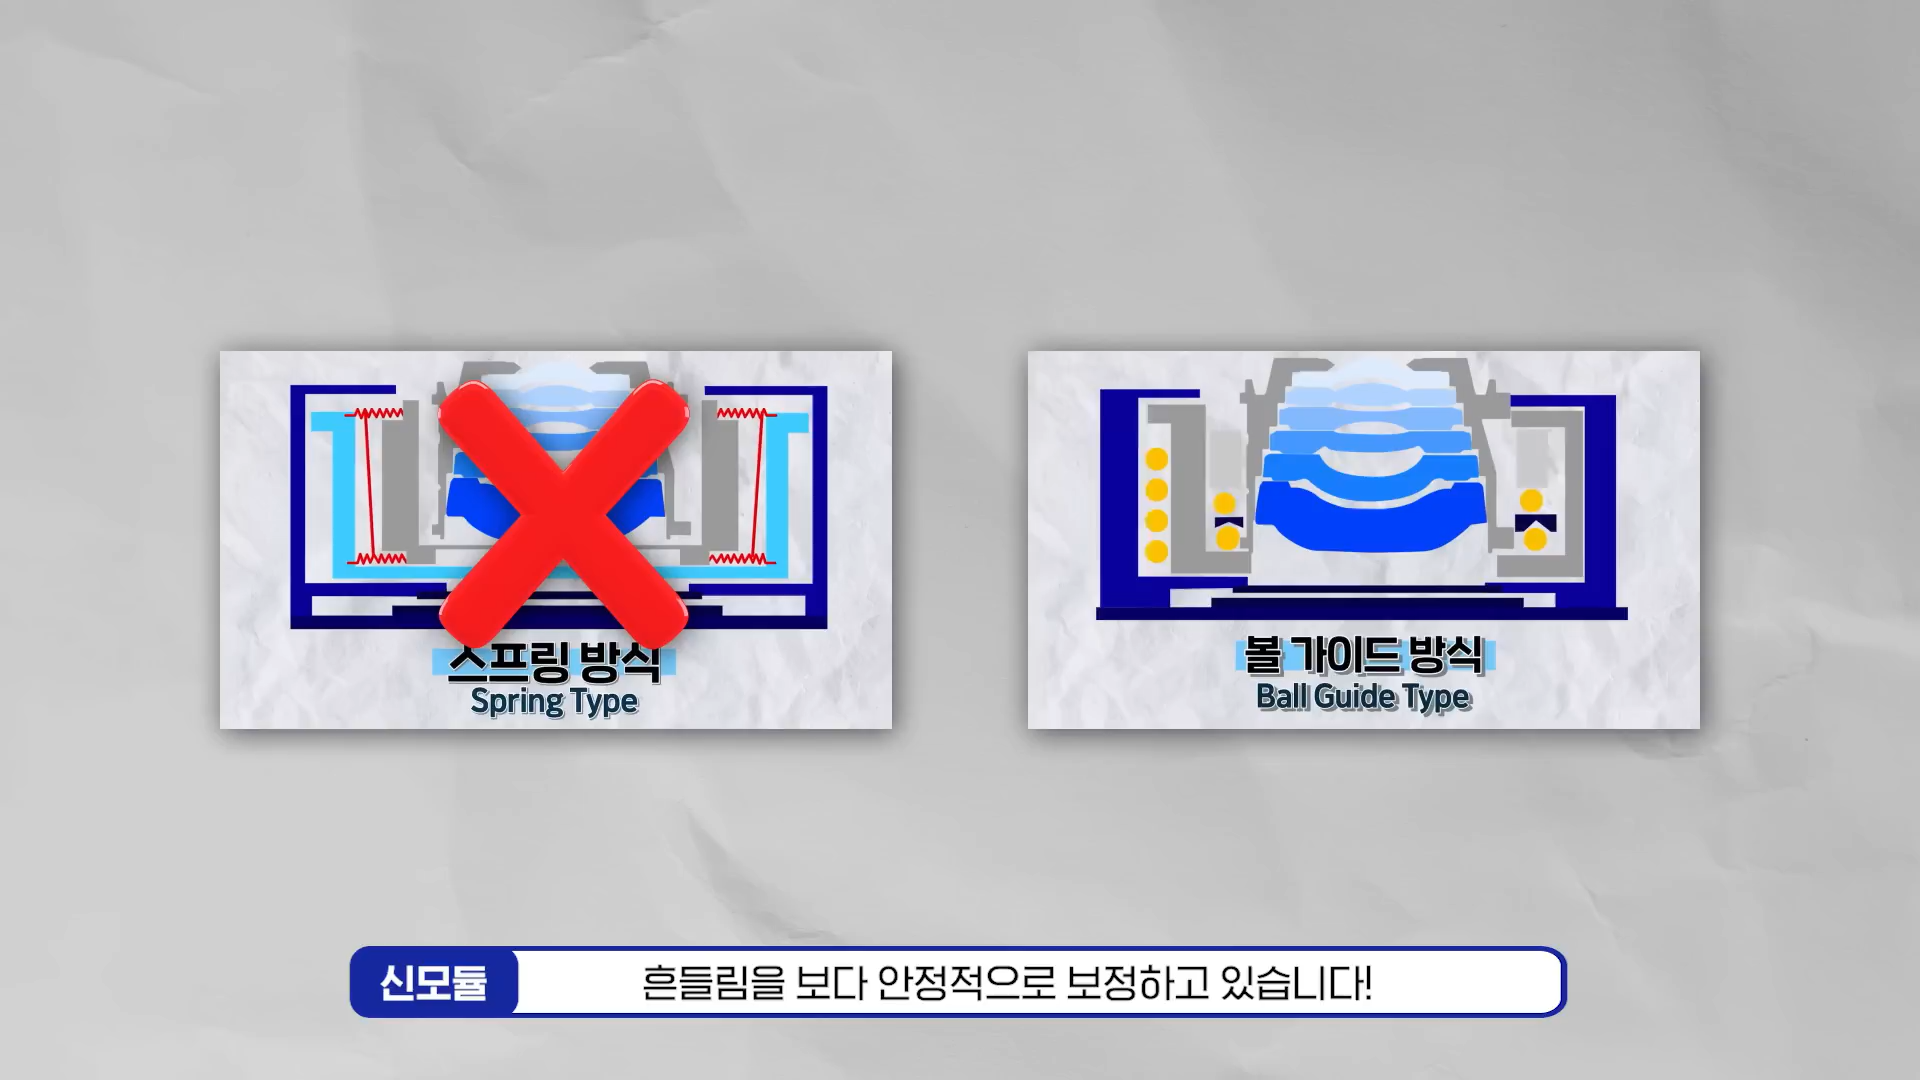 스프링 방식
Spring Type
볼 가이드 방식
Ball Guide Type
신모듈
흔들림을 보다 안정적으로 보정하고 있습니다!